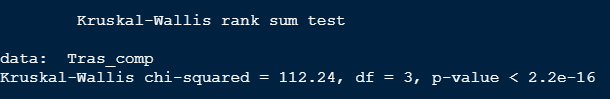 Kruskal-Wallis rank sum test
data:  Tras_comp
Kruskal-Wallis chi-squared = 112.24, df = 3, p-value < 2.2e-16